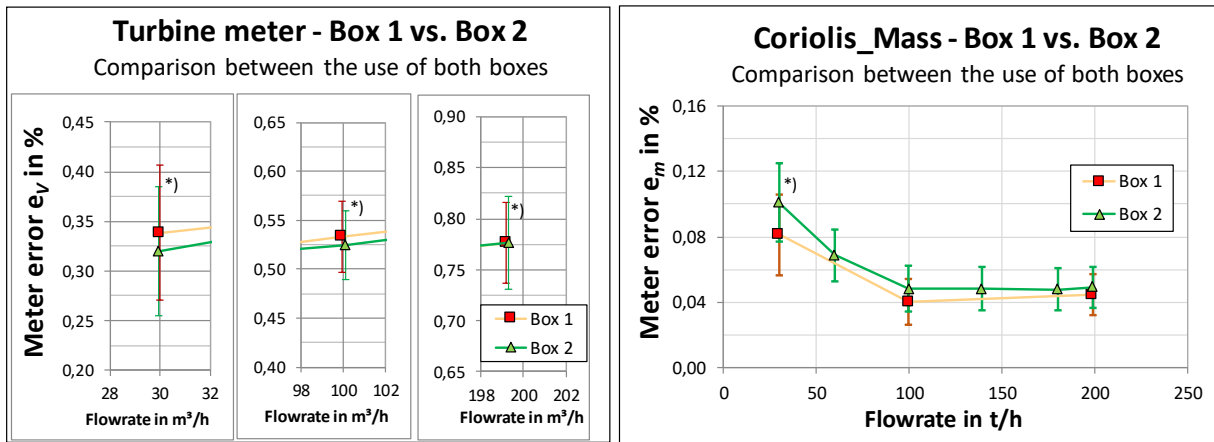 Turbine meter - Box 1 vs. Box 2
Comparison between the use of both boxes
Meter error eV in %
0,45
0,40
0,35
0,30
0,25
0,20
28 30 32
Flowrate in m³/h
*)
0,65
0,60
0,55
0,50
0,45
0,40
98 100 102
Flowrate in m³/h
*)
0,90
0,85
0,80
0,75
0,70
0,65
198 200 202
Flowrate in m³/h
*)
Box 1
Box 2
Coriolis_Mass - Box 1 vs. Box 2
Comparison between the use of both boxes
Meter error em in %
0,16
0,12
0,08
0,04
0,00
0 50 100 150 200 250
Flowrate in t/h
*)
Box 1
Box 2